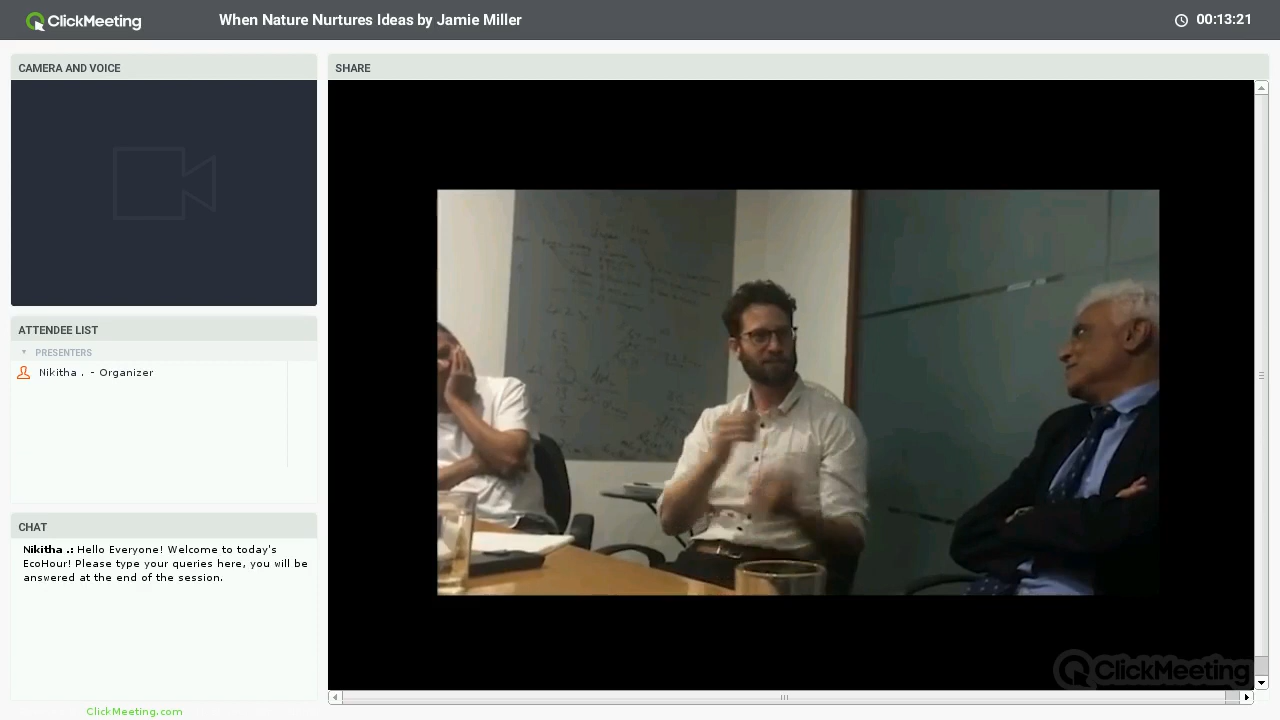 ClickMeeting
When Nature Nurtures Ideas by Jamie Miller
00:13:21
CAMERA AND VOICE
SHARE
ATTENDEE LIST
PRESENTERS
Nikitha . - Organizer
CHAT
Nikitha .: Hello Everyone! Welcome to today's
EcoHour! Please type your queries here, you will be
answered at the end of the session.
ClickMeeting
ClickMeeting.com